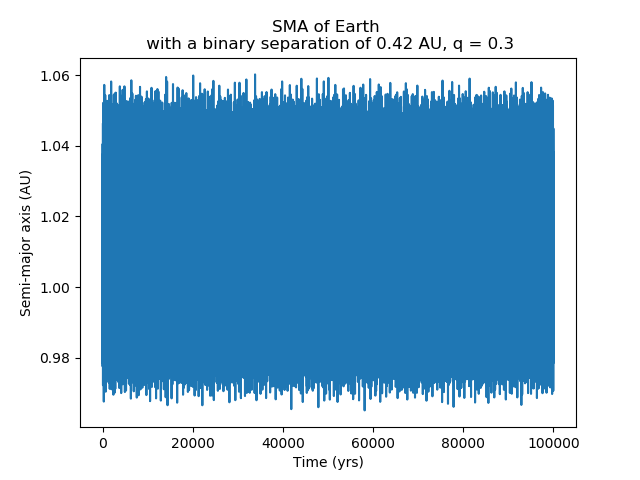 SMA of Earth
with a binary separation of 0.42 AU, q = 0.3
1.06
1.04
1.02
1.00
0.98
Semi-major axis (AU)
0
20000
40000
60000
80000
100000
Time (yrs)